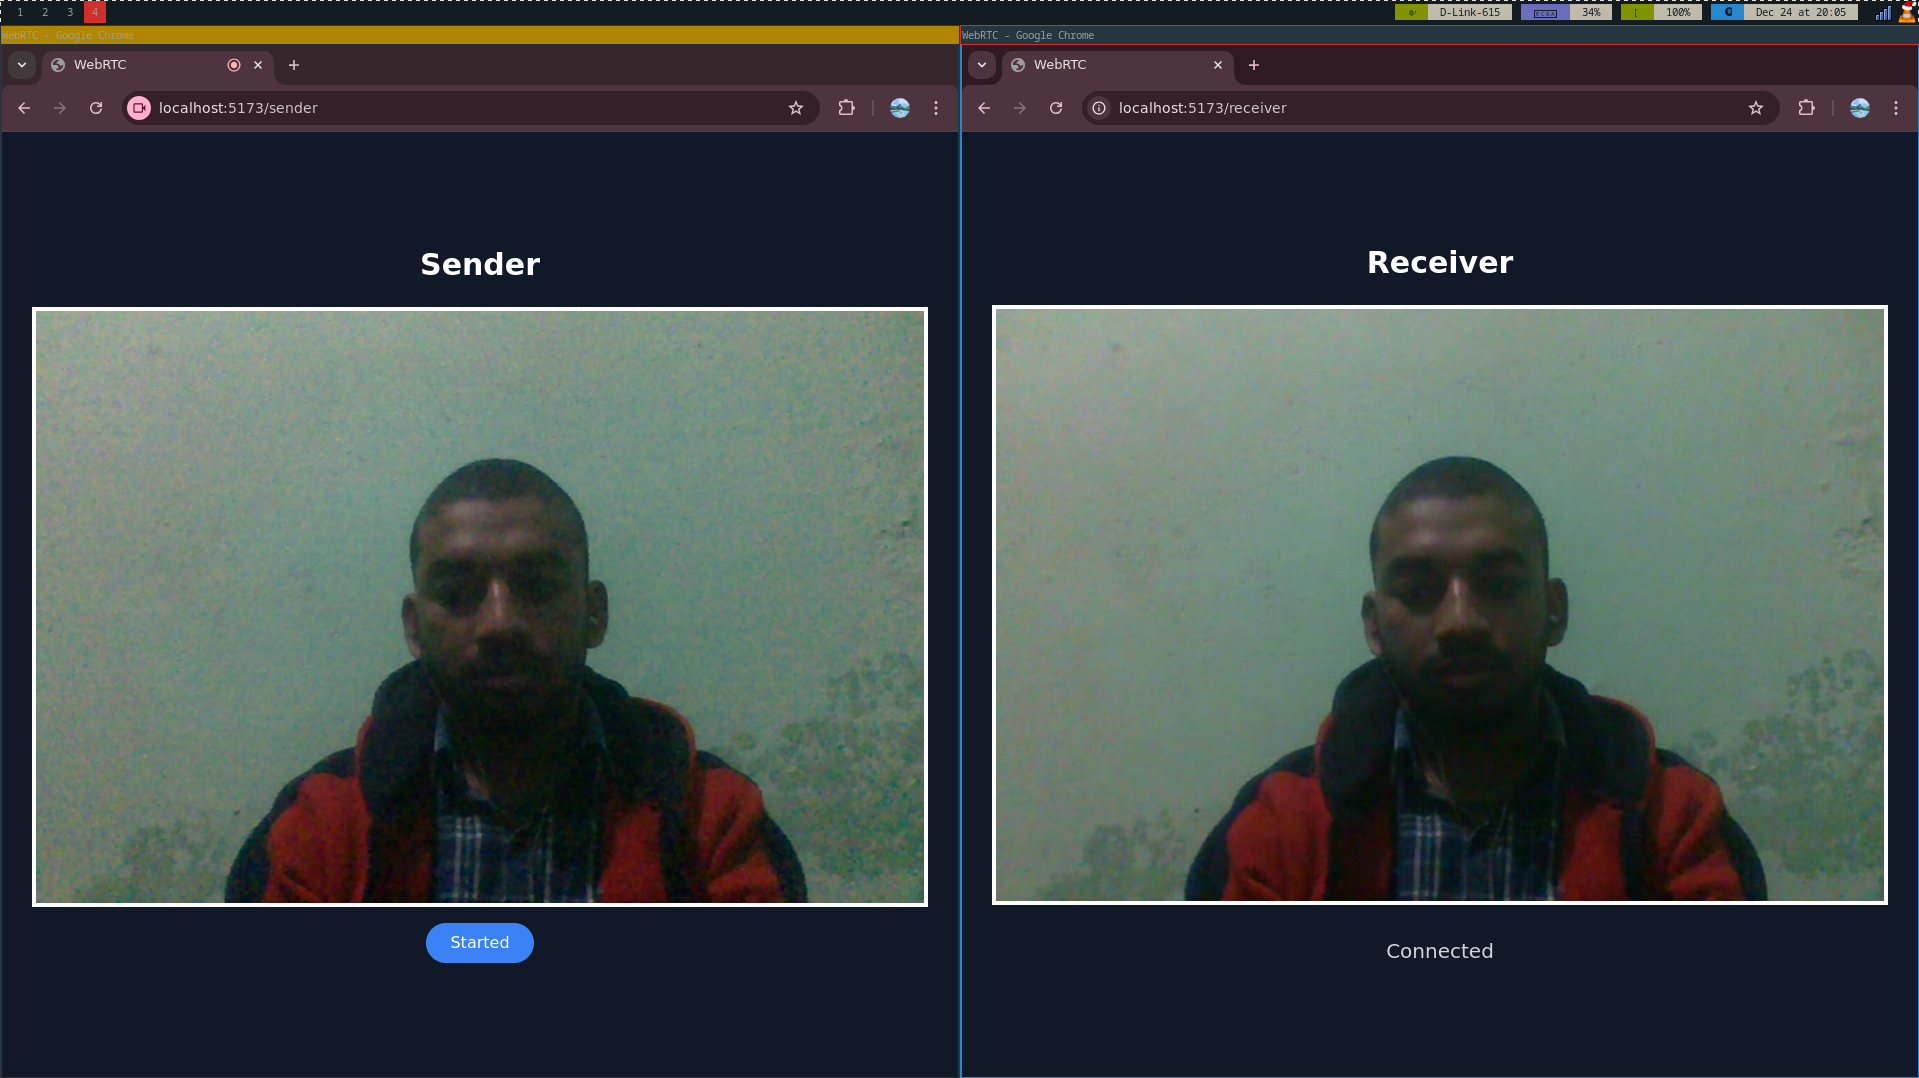 1 2 3 4
D-Link-615 34% 100% Dec 24 at 20:05
WebRTC - Google Chrome
WebRTC
localhost:5173/sender
Sender
Started
WebRTC - Google Chrome
WebRTC
localhost:5173/receiver
Receiver
Connected